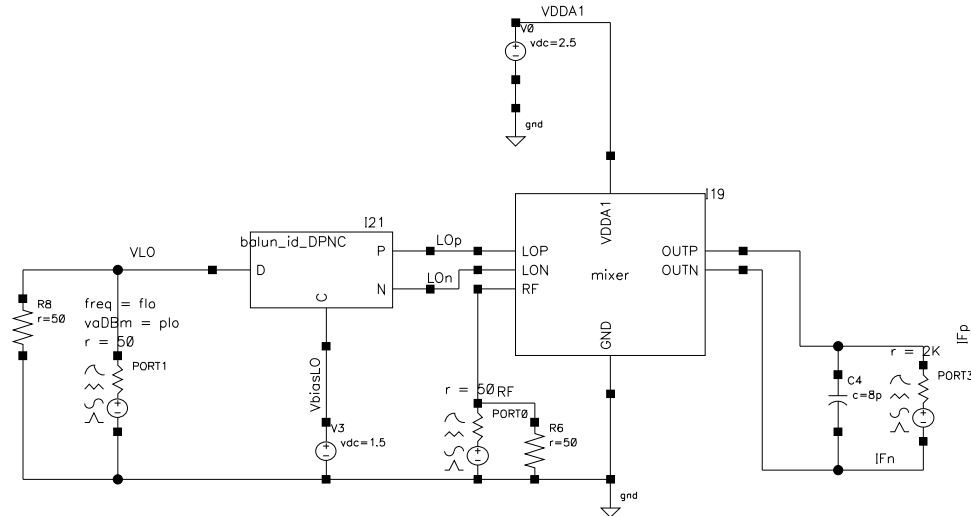 VDDA1
V0
vdc=2.5
gnd
I19
I21
balun_id_DPNC
VDDA1
VLO
P
LOp
LOP
OUTP
D
LON
mixer
OUTN
N
LOn
RF
C
GND
R8
r=50
freq = flo
vaDBm = plo
r = 50
PORT1
IFp
r = 2K
PORT3
C4
c=8p
VbiasLO
r = 50
RF
PORT0
V3
vdc=1.5
R6
r=50
IFn
gnd